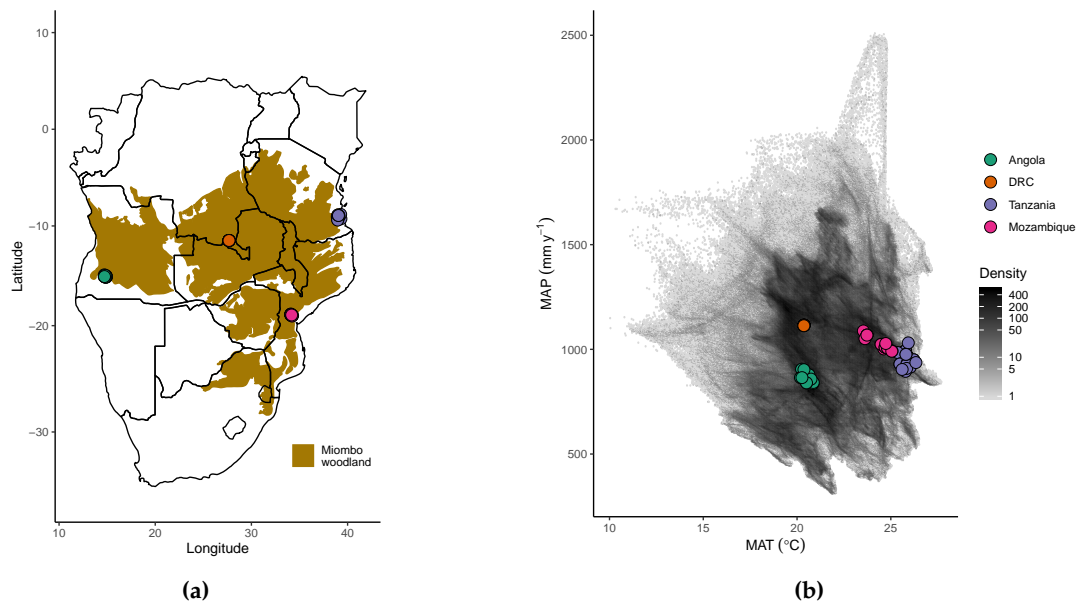 10
0
−10
−20
−30
Latitude
10
20
30
40
Longitude
Miombo
woodland
(a)
2500
2000
1500
1000
500
MAP (mm y⁻¹)
10
15
20
25
MAT (°C)
Angola
DRC
Tanzania
Mozambique
Density
400
200
100
50
10
5
1
(b)